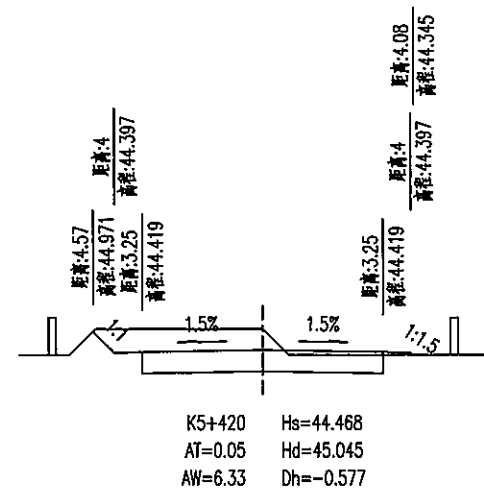 距离:4.08
高程:44.345
距离:4
高程:44.397
距离:4
高程:44.397
距离:4.57
高程:44.971
距离:3.25
高程:44.419
距离:3.25
高程:44.419
1:1
1.5%
1.5%
1:1.5
K5+420 Hs=44.468
AT=0.05 Hd=45.045
AW=6.33 Dh=-0.577